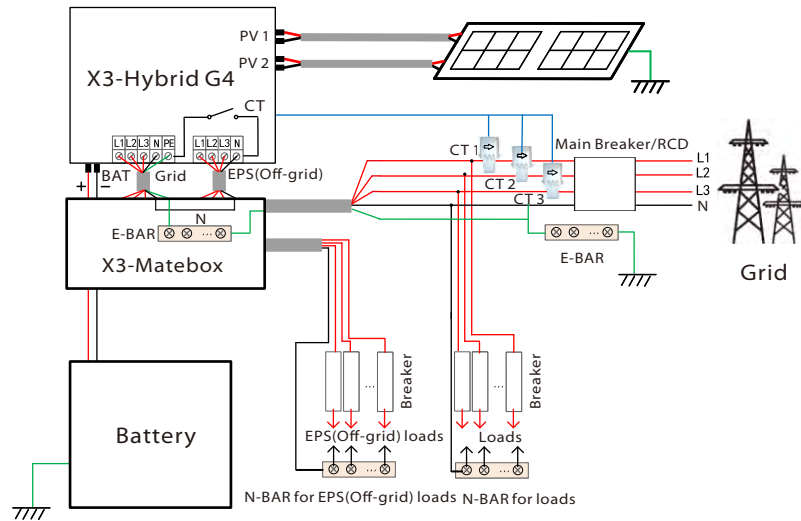 PV 1
X3-Hybrid G4
PV 2
CT
L1 L2 L3 N PE
L1 L2 L3 N
BAT
Grid
EPS(Off-grid)
+
−
CT 1
CT 2
CT 3
Main Breaker/RCD
L1
L2
L3
N
N
E-BAR
...
X3-Matebox
...
E-BAR
Grid
...
Breaker
...
Breaker
Battery
EPS(Off-grid) loads
Loads
...
...
N-BAR for EPS(Off-grid) loads
N-BAR for loads